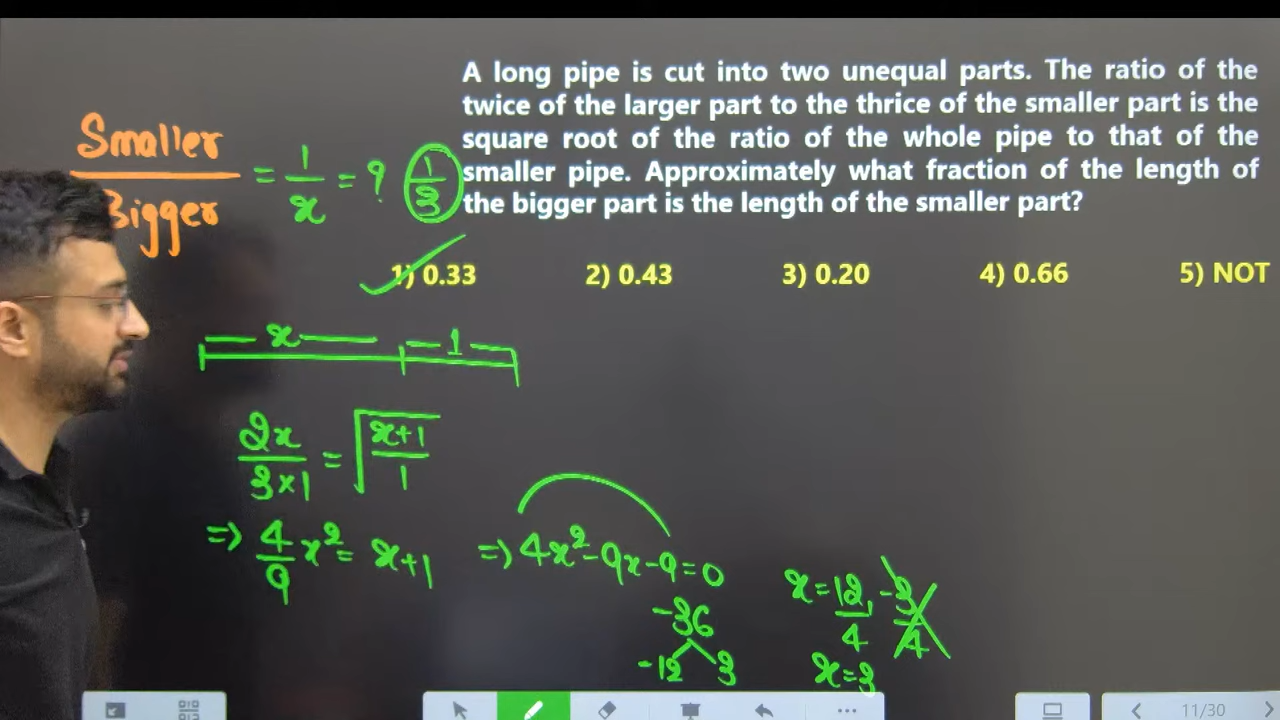 A long pipe is cut into two unequal parts. The ratio of the
twice of the larger part to the thrice of the smaller part is the
square root of the ratio of the whole pipe to that of the
smaller pipe. Approximately what fraction of the length of
the bigger part is the length of the smaller part?
Smaller/Bigger = 1/x = ? 1/3
1) 0.33 2) 0.43 3) 0.20 4) 0.66 5) NOT
x 1
2x/3×1 = √(x+1/1)
=> 4/9 x² = x+1 => 4x²-9x-9=0
-36
-12 3
x=12/4, -3/4
x=3
11/30